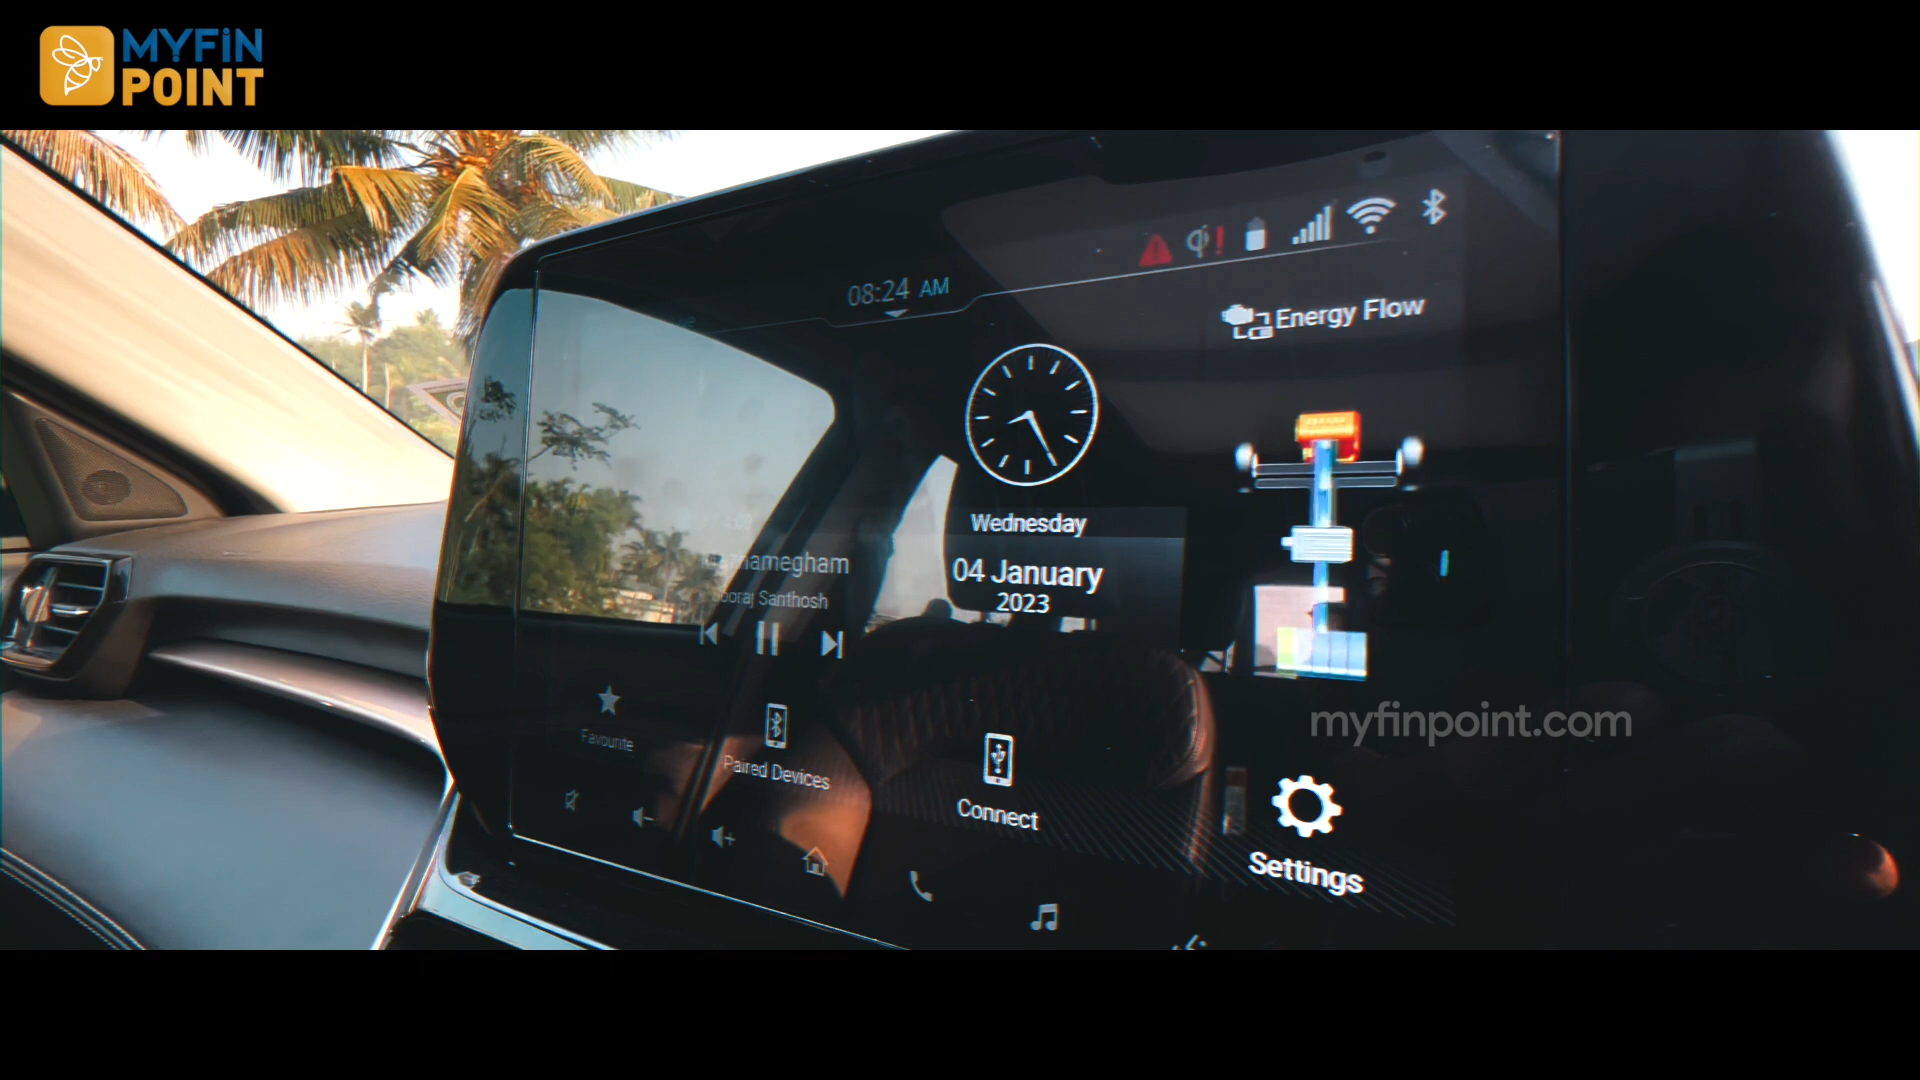 MYFiN
POINT
08:24 AM
Energy Flow
Wednesday
04 January
2023
Sooraj Santhosh
Favourite
Paired Devices
Connect
Settings
myfinpoint.com